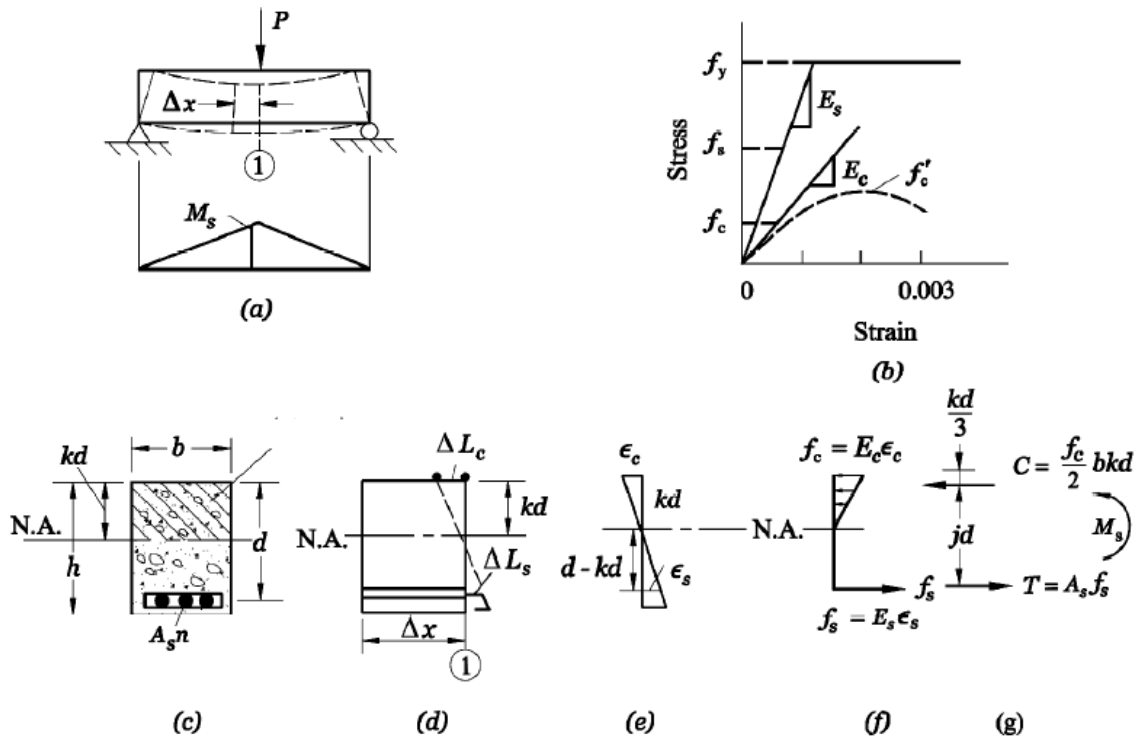 P
Δx
1
M_s
(a)
Stress
f_y
f_s
f_c
E_s
E_c
f'_c
0
0.003
Strain
(b)
b
kd
N.A.
h
d
A_s n
(c)
ΔL_c
kd
N.A.
ΔL_s
Δx
1
(d)
ϵ_c
kd
d - kd
ϵ_s
(e)
f_c = E_c ϵ_c
N.A.
f_s
f_s = E_s ϵ_s
(f)
kd/3
C = f_c/2 bkd
jd
M_s
T = A_s f_s
(g)